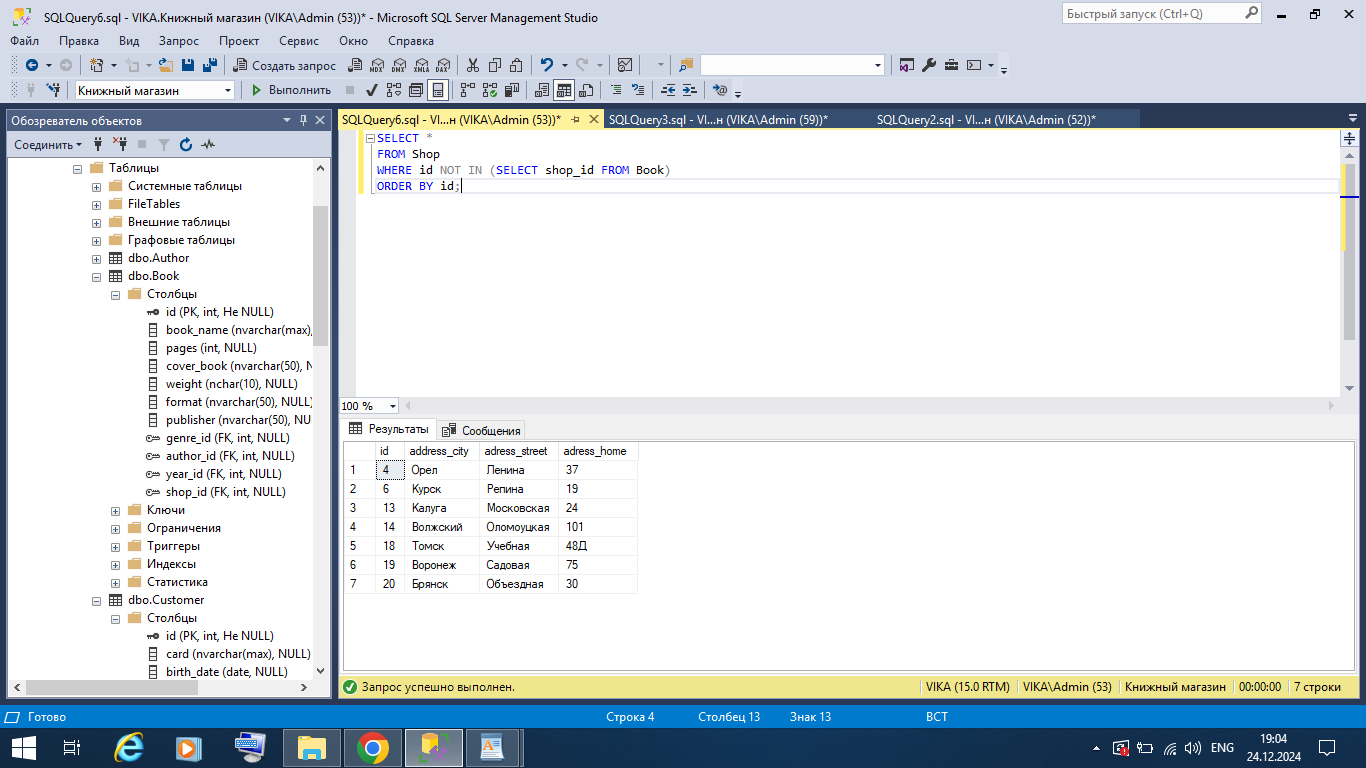 SQLQuery6.sql - VIKA.Книжный магазин (VIKA\Admin (53))* - Microsoft SQL Server Management Studio
Быстрый запуск (Ctrl+Q)
Файл Правка Вид Запрос Проект Сервис Окно Справка
Создать запрос MDX DMX XMLA DAX
Книжный магазин Выполнить
Обозреватель объектов
SQLQuery6.sql - VI...н (VIKA\Admin (53))* SQLQuery3.sql - VI...н (VIKA\Admin (59))* SQLQuery2.sql - VI...н (VIKA\Admin (52))*
Соединить
Таблицы
Системные таблицы
FileTables
Внешние таблицы
Графовые таблицы
dbo.Author
dbo.Book
Столбцы
id (PK, int, Не NULL)
book_name (nvarchar(max),
pages (int, NULL)
cover_book (nvarchar(50), N
weight (nchar(10), NULL)
format (nvarchar(50), NULL)
publisher (nvarchar(50), NU
genre_id (FK, int, NULL)
author_id (FK, int, NULL)
year_id (FK, int, NULL)
shop_id (FK, int, NULL)
Ключи
Ограничения
Триггеры
Индексы
Статистика
dbo.Customer
Столбцы
id (PK, int, Не NULL)
card (nvarchar(max), NULL)
birth_date (date, NULL)
SELECT *
FROM Shop
WHERE id NOT IN (SELECT shop_id FROM Book)
ORDER BY id;
100 %
Результаты Сообщения
id address_city adress_street adress_home
1 4 Орел Ленина 37
2 6 Курск Репина 19
3 13 Калуга Московская 24
4 14 Волжский Оломоуцкая 101
5 18 Томск Учебная 48Д
6 19 Воронеж Садовая 75
7 20 Брянск Объездная 30
Запрос успешно выполнен. VIKA (15.0 RTM) VIKA\Admin (53) Книжный магазин 00:00:00 7 строки
Готово Строка 4 Столбец 13 Знак 13 ВСТ
ENG 19:04
24.12.2024